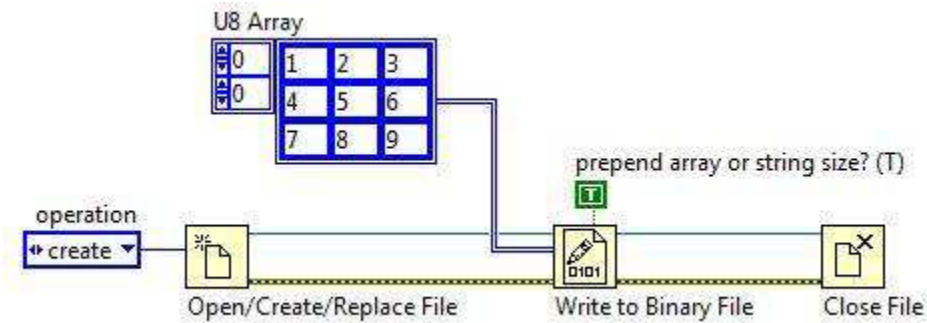 U8 Array
0
0
1 2 3
4 5 6
7 8 9
prepend array or string size? (T)
T
operation
create
0101
Open/Create/Replace File
Write to Binary File
Close File